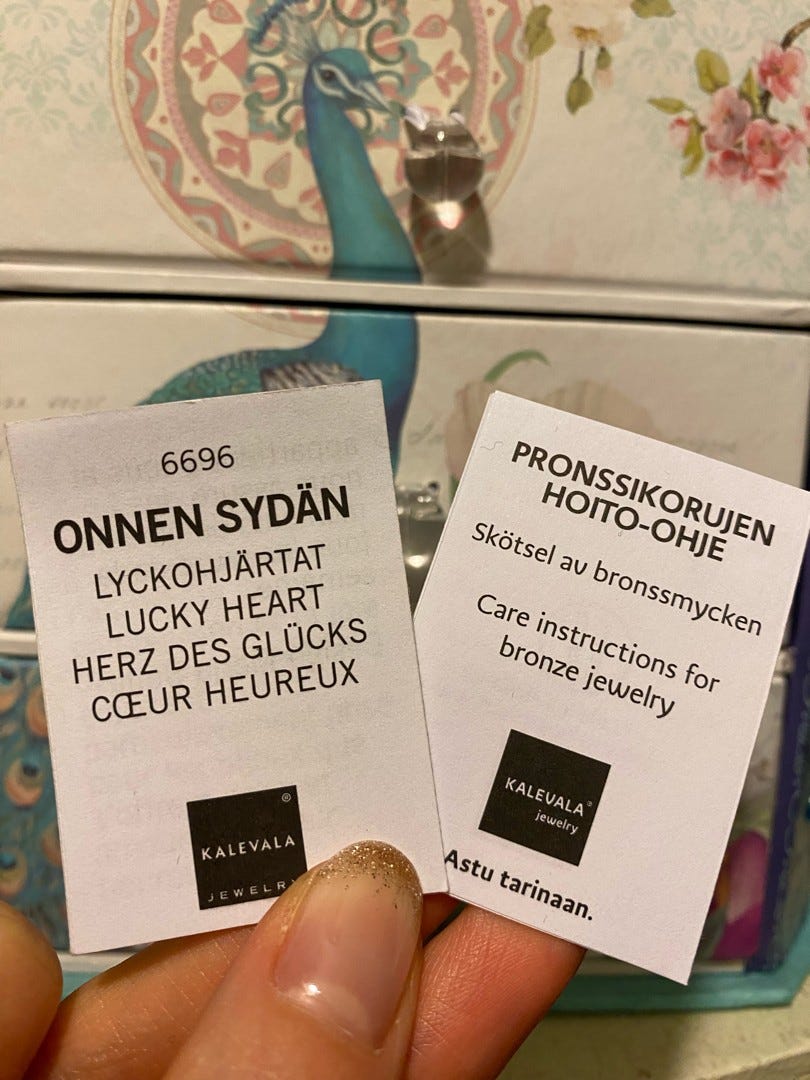 6696
ONNEN SYDÄN
LYCKOHJÄRTAT
LUCKY HEART
HERZ DES GLÜCKS
CŒUR HEUREUX
KALEVALA®
JEWELRY
PRONSSIKORUJEN
HOITO-OHJE
Skötsel av bronssmycken
Care instructions for
bronze jewelry
KALEVALA®
jewelry
Astu tarinaan.